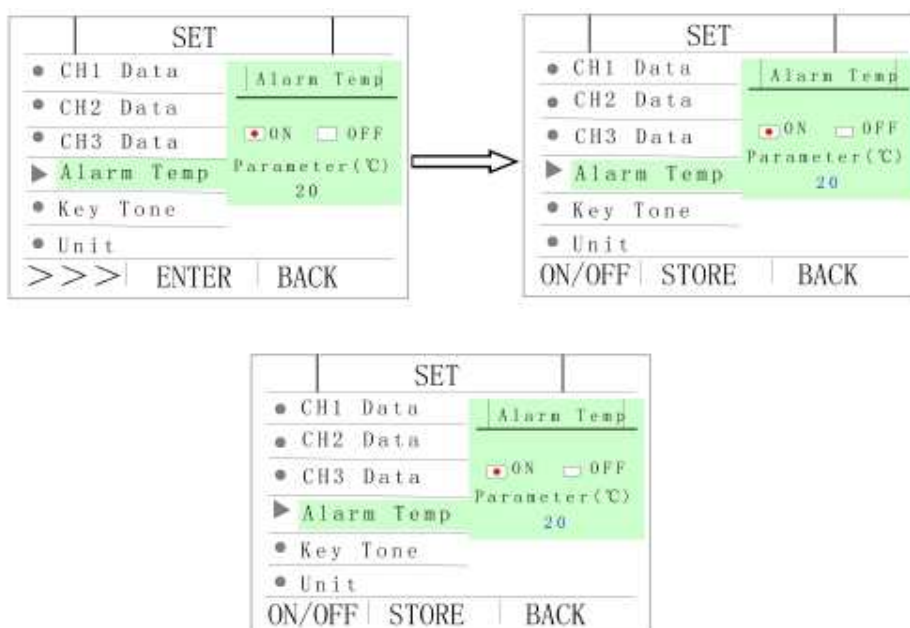 SET
CH1 Data
CH2 Data
CH3 Data
Alarm Temp
Key Tone
Unit
Alarm Temp
ON OFF
Parameter(℃)
20
>>> ENTER BACK
SET
CH1 Data
CH2 Data
CH3 Data
Alarm Temp
Key Tone
Unit
Alarm Temp
ON OFF
Parameter(℃)
20
ON/OFF STORE BACK
SET
CH1 Data
CH2 Data
CH3 Data
Alarm Temp
Key Tone
Unit
Alarm Temp
ON OFF
Parameter(℃)
20
ON/OFF STORE BACK